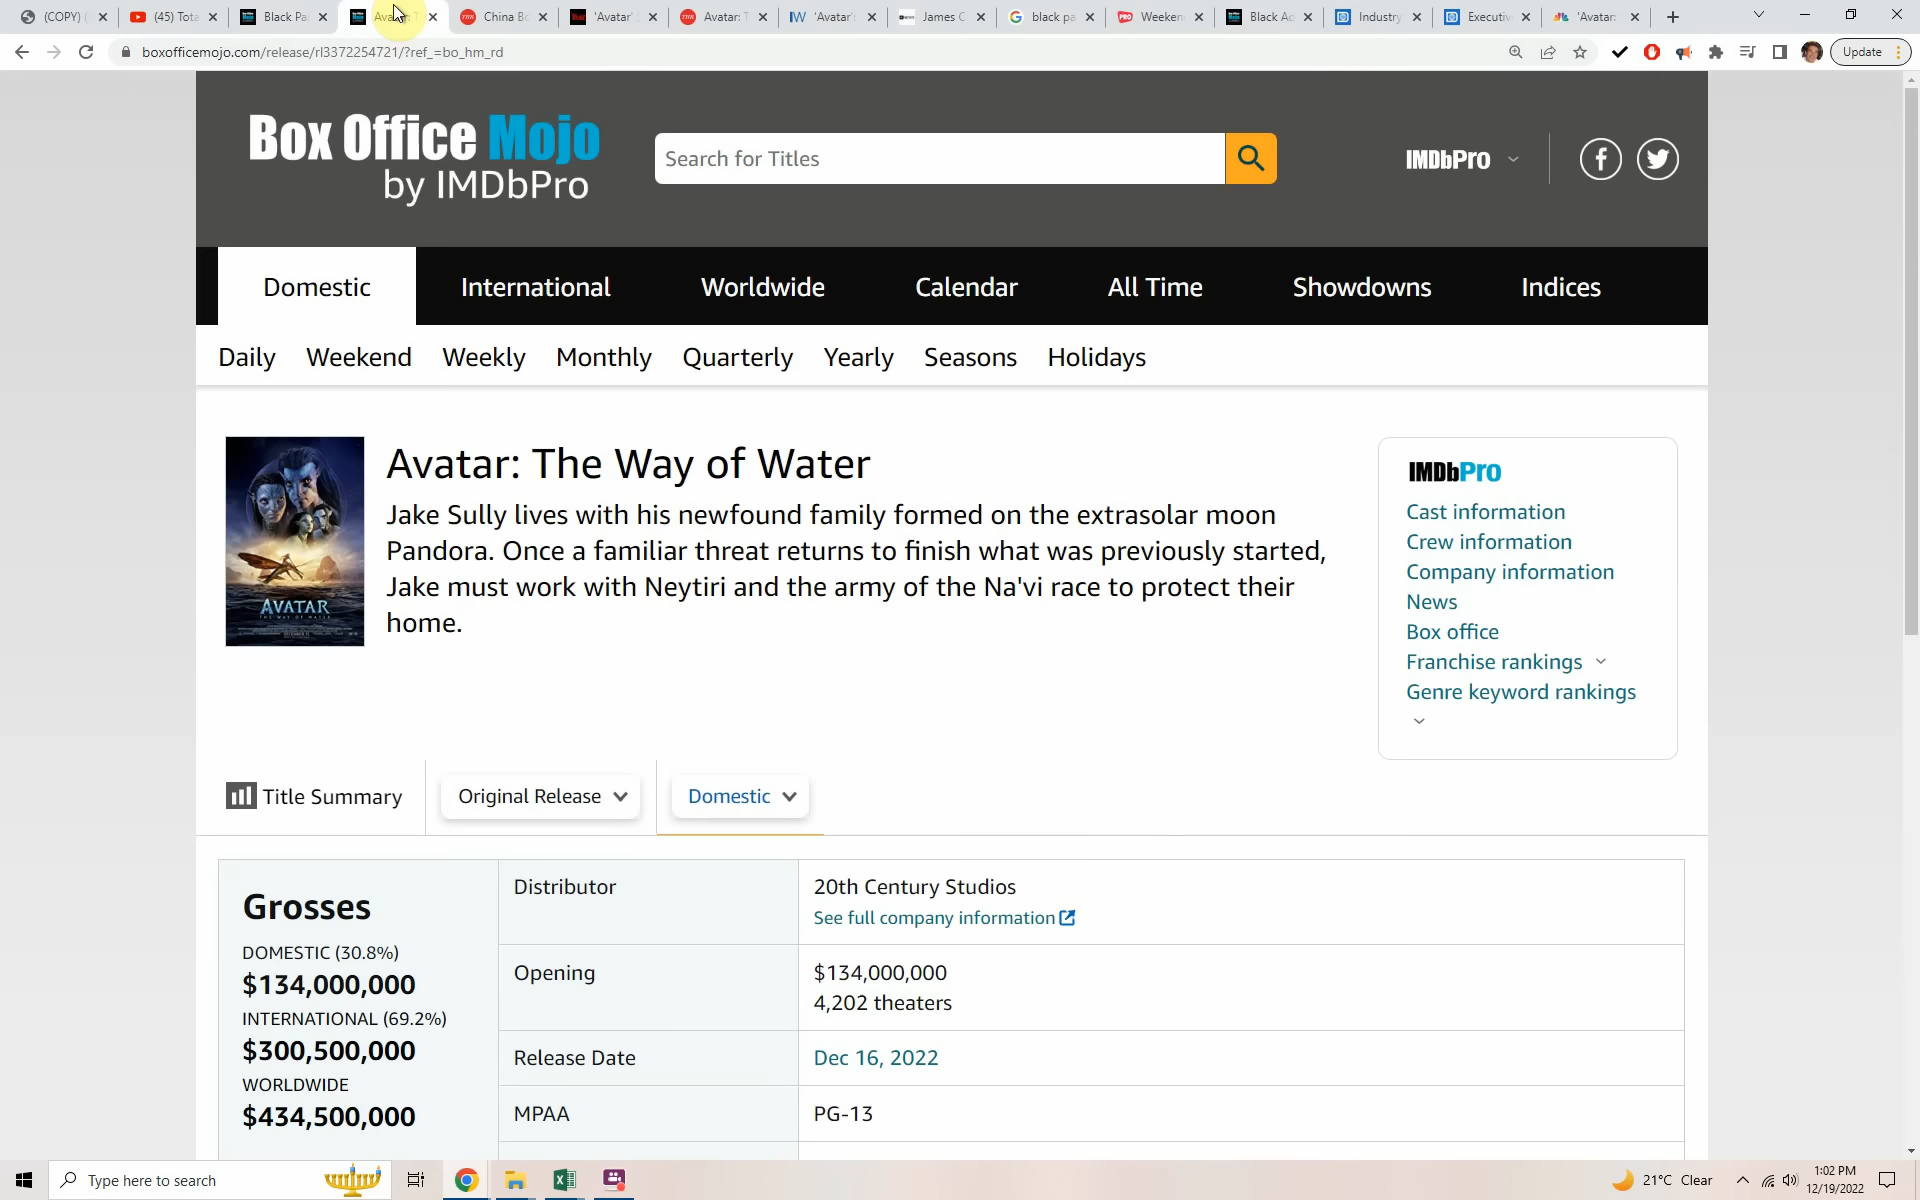 (COPY)
(45) Tota
Black Pa
Avatar: T
China Bo
'Avatar'
Avatar: T
'Avatar'
James C
black pa
Weeken
Black Ad
Industry
Executiv
'Avatar:
boxofficemojo.com/release/rl3372254721/?ref_=bo_hm_rd
Update
Box Office Mojo
by IMDbPro
Search for Titles
IMDbPro
Domestic
International
Worldwide
Calendar
All Time
Showdowns
Indices
Daily
Weekend
Weekly
Monthly
Quarterly
Yearly
Seasons
Holidays
Avatar: The Way of Water
Jake Sully lives with his newfound family formed on the extrasolar moon
Pandora. Once a familiar threat returns to finish what was previously started,
Jake must work with Neytiri and the army of the Na'vi race to protect their
home.
AVATAR
THE WAY OF WATER
IMDbPro
Cast information
Crew information
Company information
News
Box office
Franchise rankings
Genre keyword rankings
Title Summary
Original Release
Domestic
Grosses
DOMESTIC (30.8%)
$134,000,000
INTERNATIONAL (69.2%)
$300,500,000
WORLDWIDE
$434,500,000
Distributor
20th Century Studios
See full company information
Opening
$134,000,000
4,202 theaters
Release Date
Dec 16, 2022
MPAA
PG-13
Type here to search
21°C Clear
1:02 PM
12/19/2022